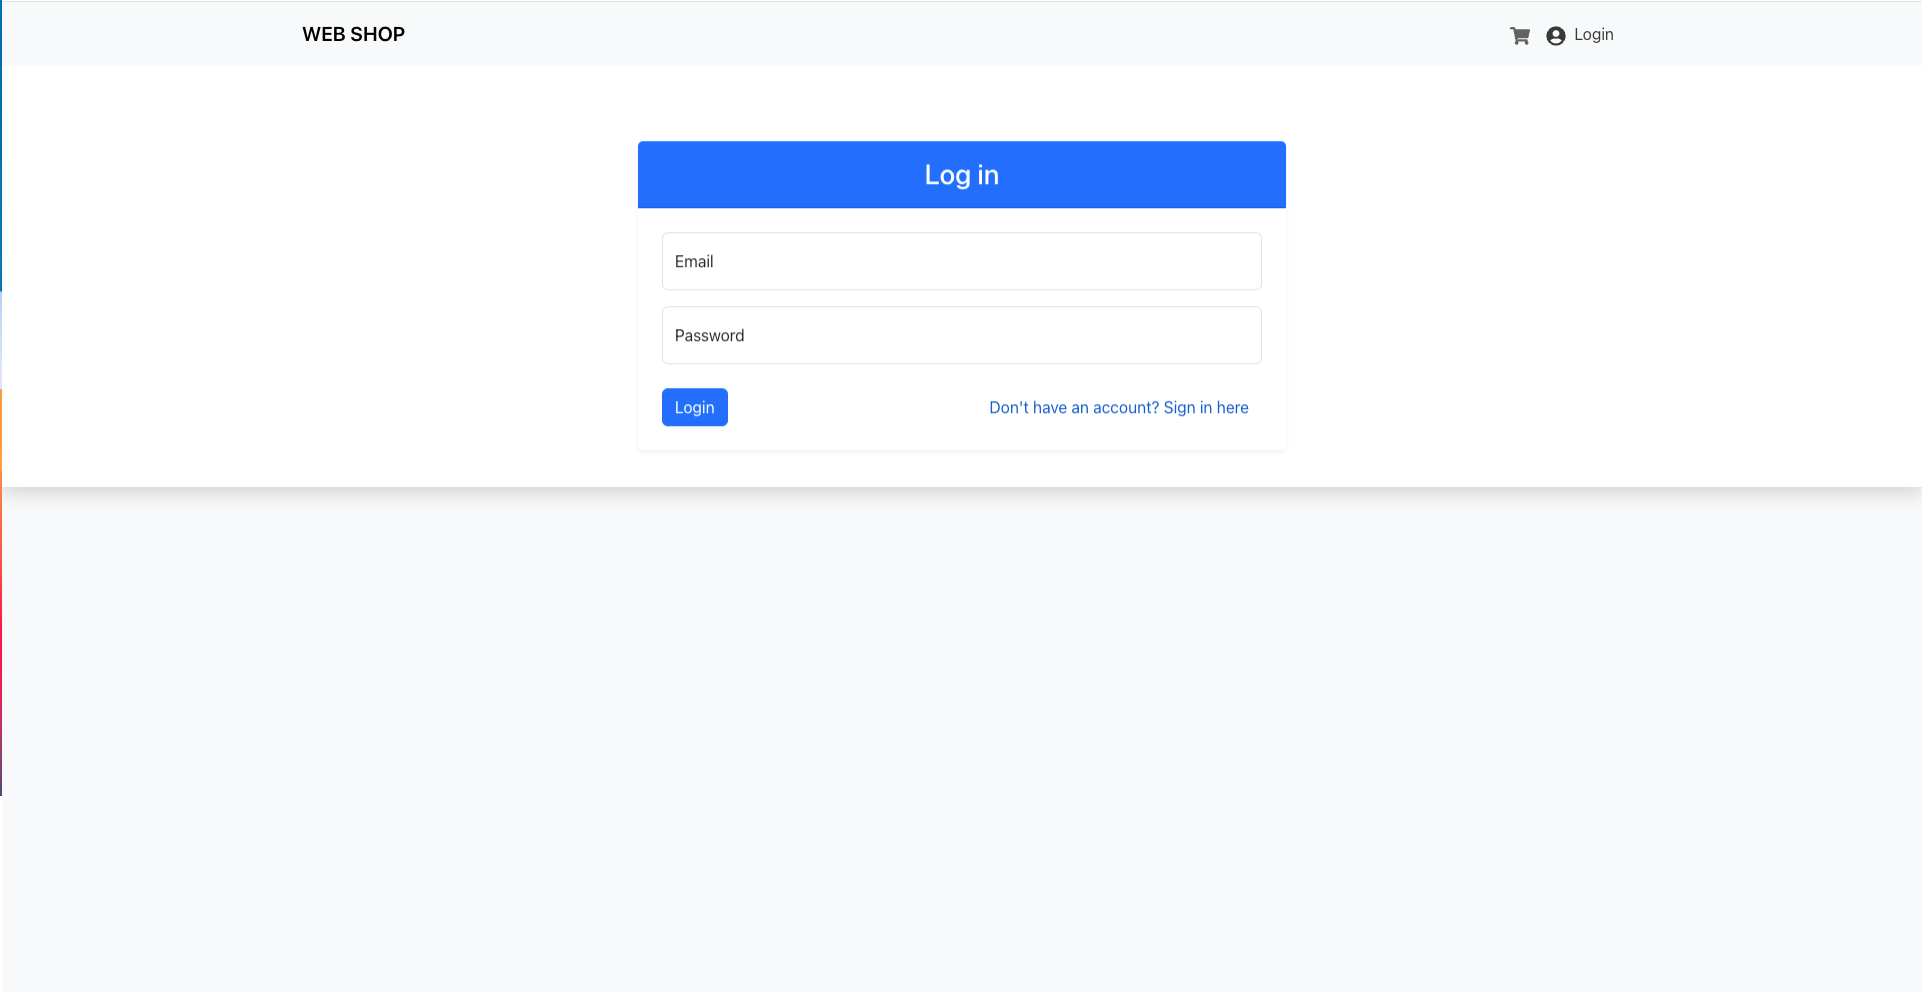 WEB SHOP
Login
Log in
Email
Password
Login
Don't have an account? Sign in here